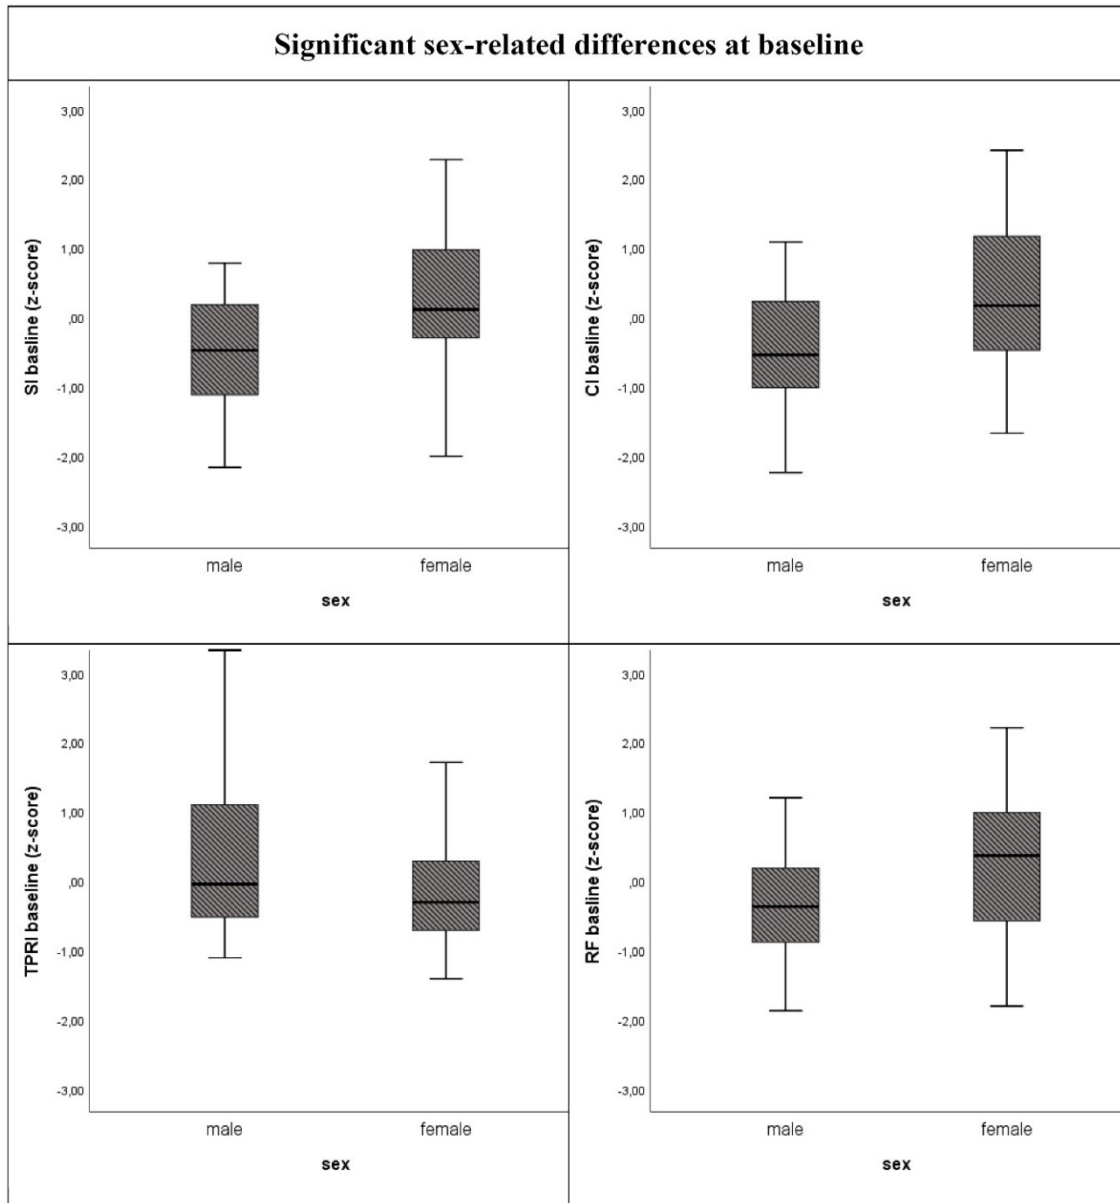 Significant sex-related differences at baseline
SI basline (z-score)
3,00
2,00
1,00
,00
-1,00
-2,00
-3,00
male female
sex
CI basline (z-score)
3,00
2,00
1,00
,00
-1,00
-2,00
-3,00
male female
sex
TPRI baseline (z-score)
3,00
2,00
1,00
,00
-1,00
-2,00
-3,00
male female
sex
RF basline (z-score)
3,00
2,00
1,00
,00
-1,00
-2,00
-3,00
male female
sex